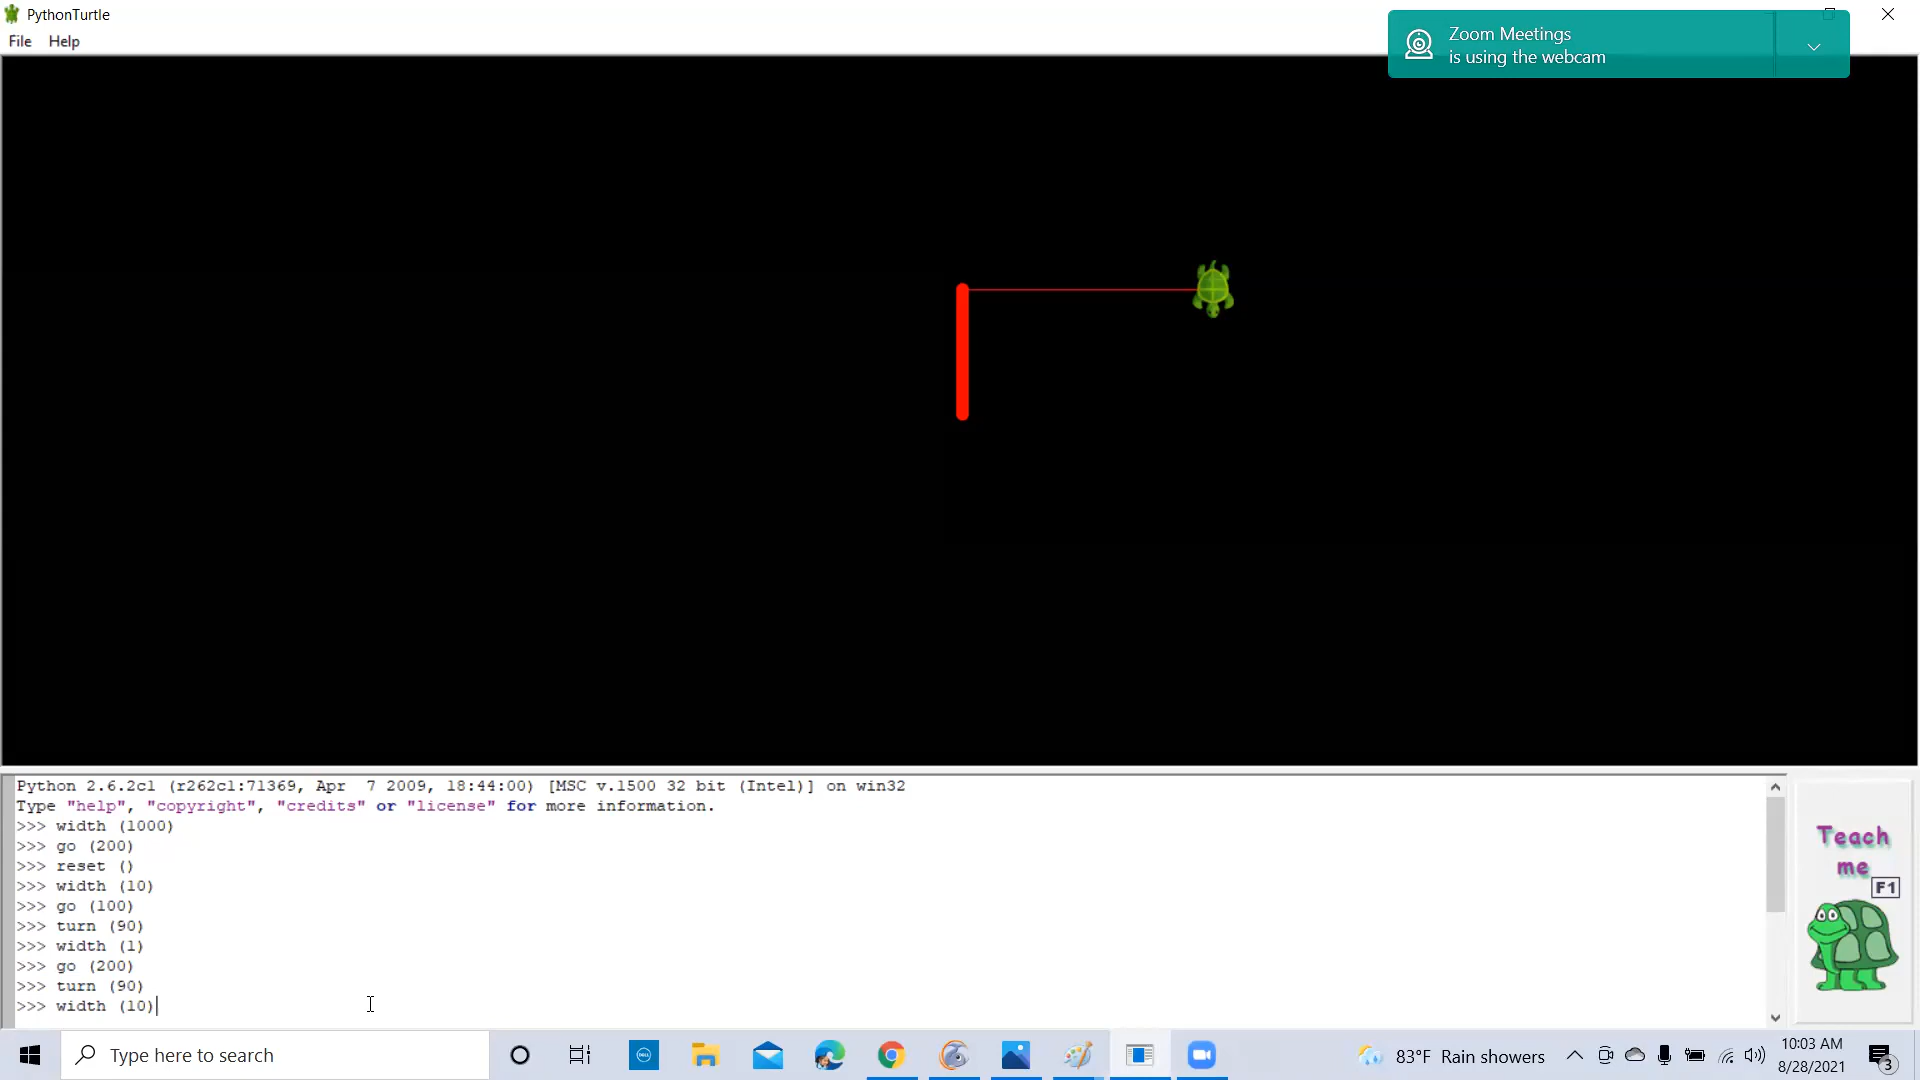 PythonTurtle
File Help
Zoom Meetings
is using the webcam
Python 2.6.2c1 (r262c1:71369, Apr  7 2009, 18:44:00) [MSC v.1500 32 bit (Intel)] on win32
Type "help", "copyright", "credits" or "license" for more information.
>>> width (1000)
>>> go (200)
>>> reset ()
>>> width (10)
>>> go (100)
>>> turn (90)
>>> width (1)
>>> go (200)
>>> turn (90)
>>> width (10)
Teach
me
F1
Type here to search
DELL
83°F Rain showers
10:03 AM
8/28/2021
3